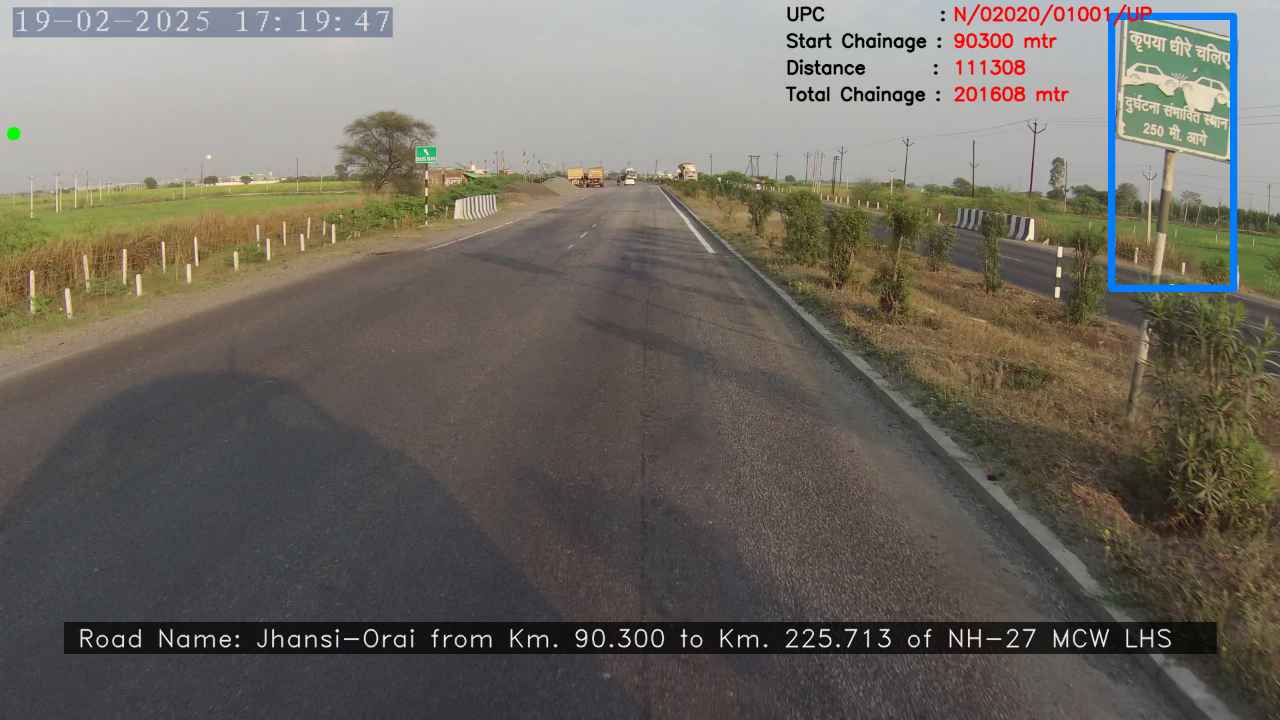 19-02-2025 17:19:47
UPC : N/02020/01001/UP
Start Chainage : 90300 mtr
Distance : 111308
Total Chainage : 201608 mtr
कृपया धीरे चलिए
दुर्घटना संभावित स्थान
250 मी. आगे
Road Name: Jhansi-Orai from Km. 90.300 to Km. 225.713 of NH-27 MCW LHS